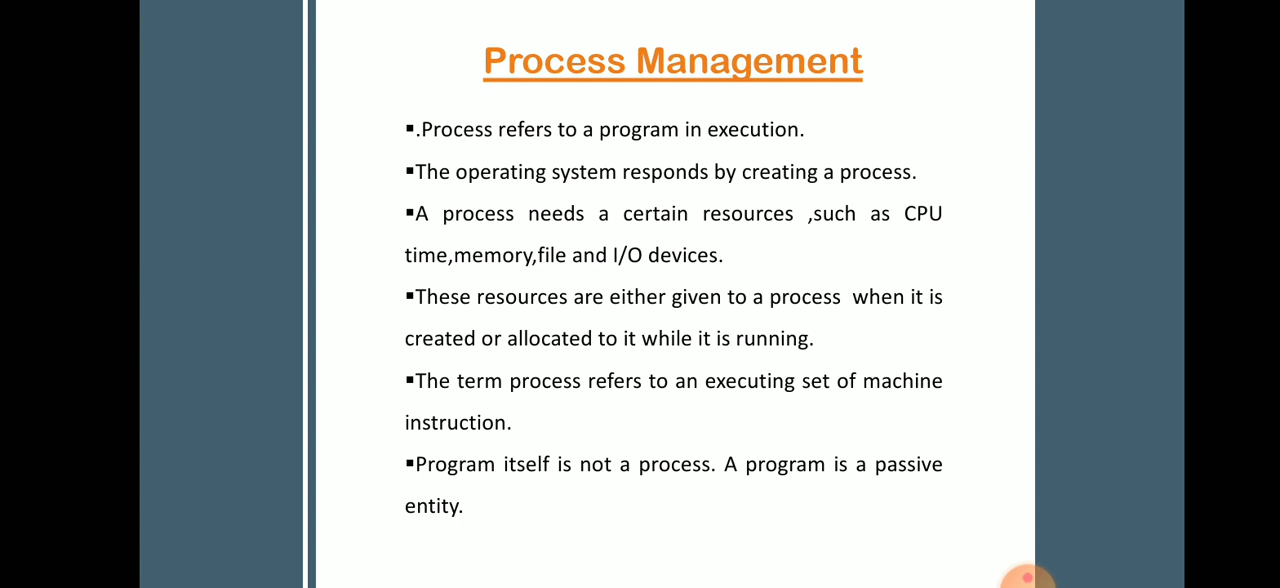 Process Management
▪.Process refers to a program in execution.
▪The operating system responds by creating a process.
▪A process needs a certain resources ,such as CPU
time,memory,file and I/O devices.
▪These resources are either given to a process  when it is
created or allocated to it while it is running.
▪The term process refers to an executing set of machine
instruction.
▪Program itself is not a process. A program is a passive
entity.